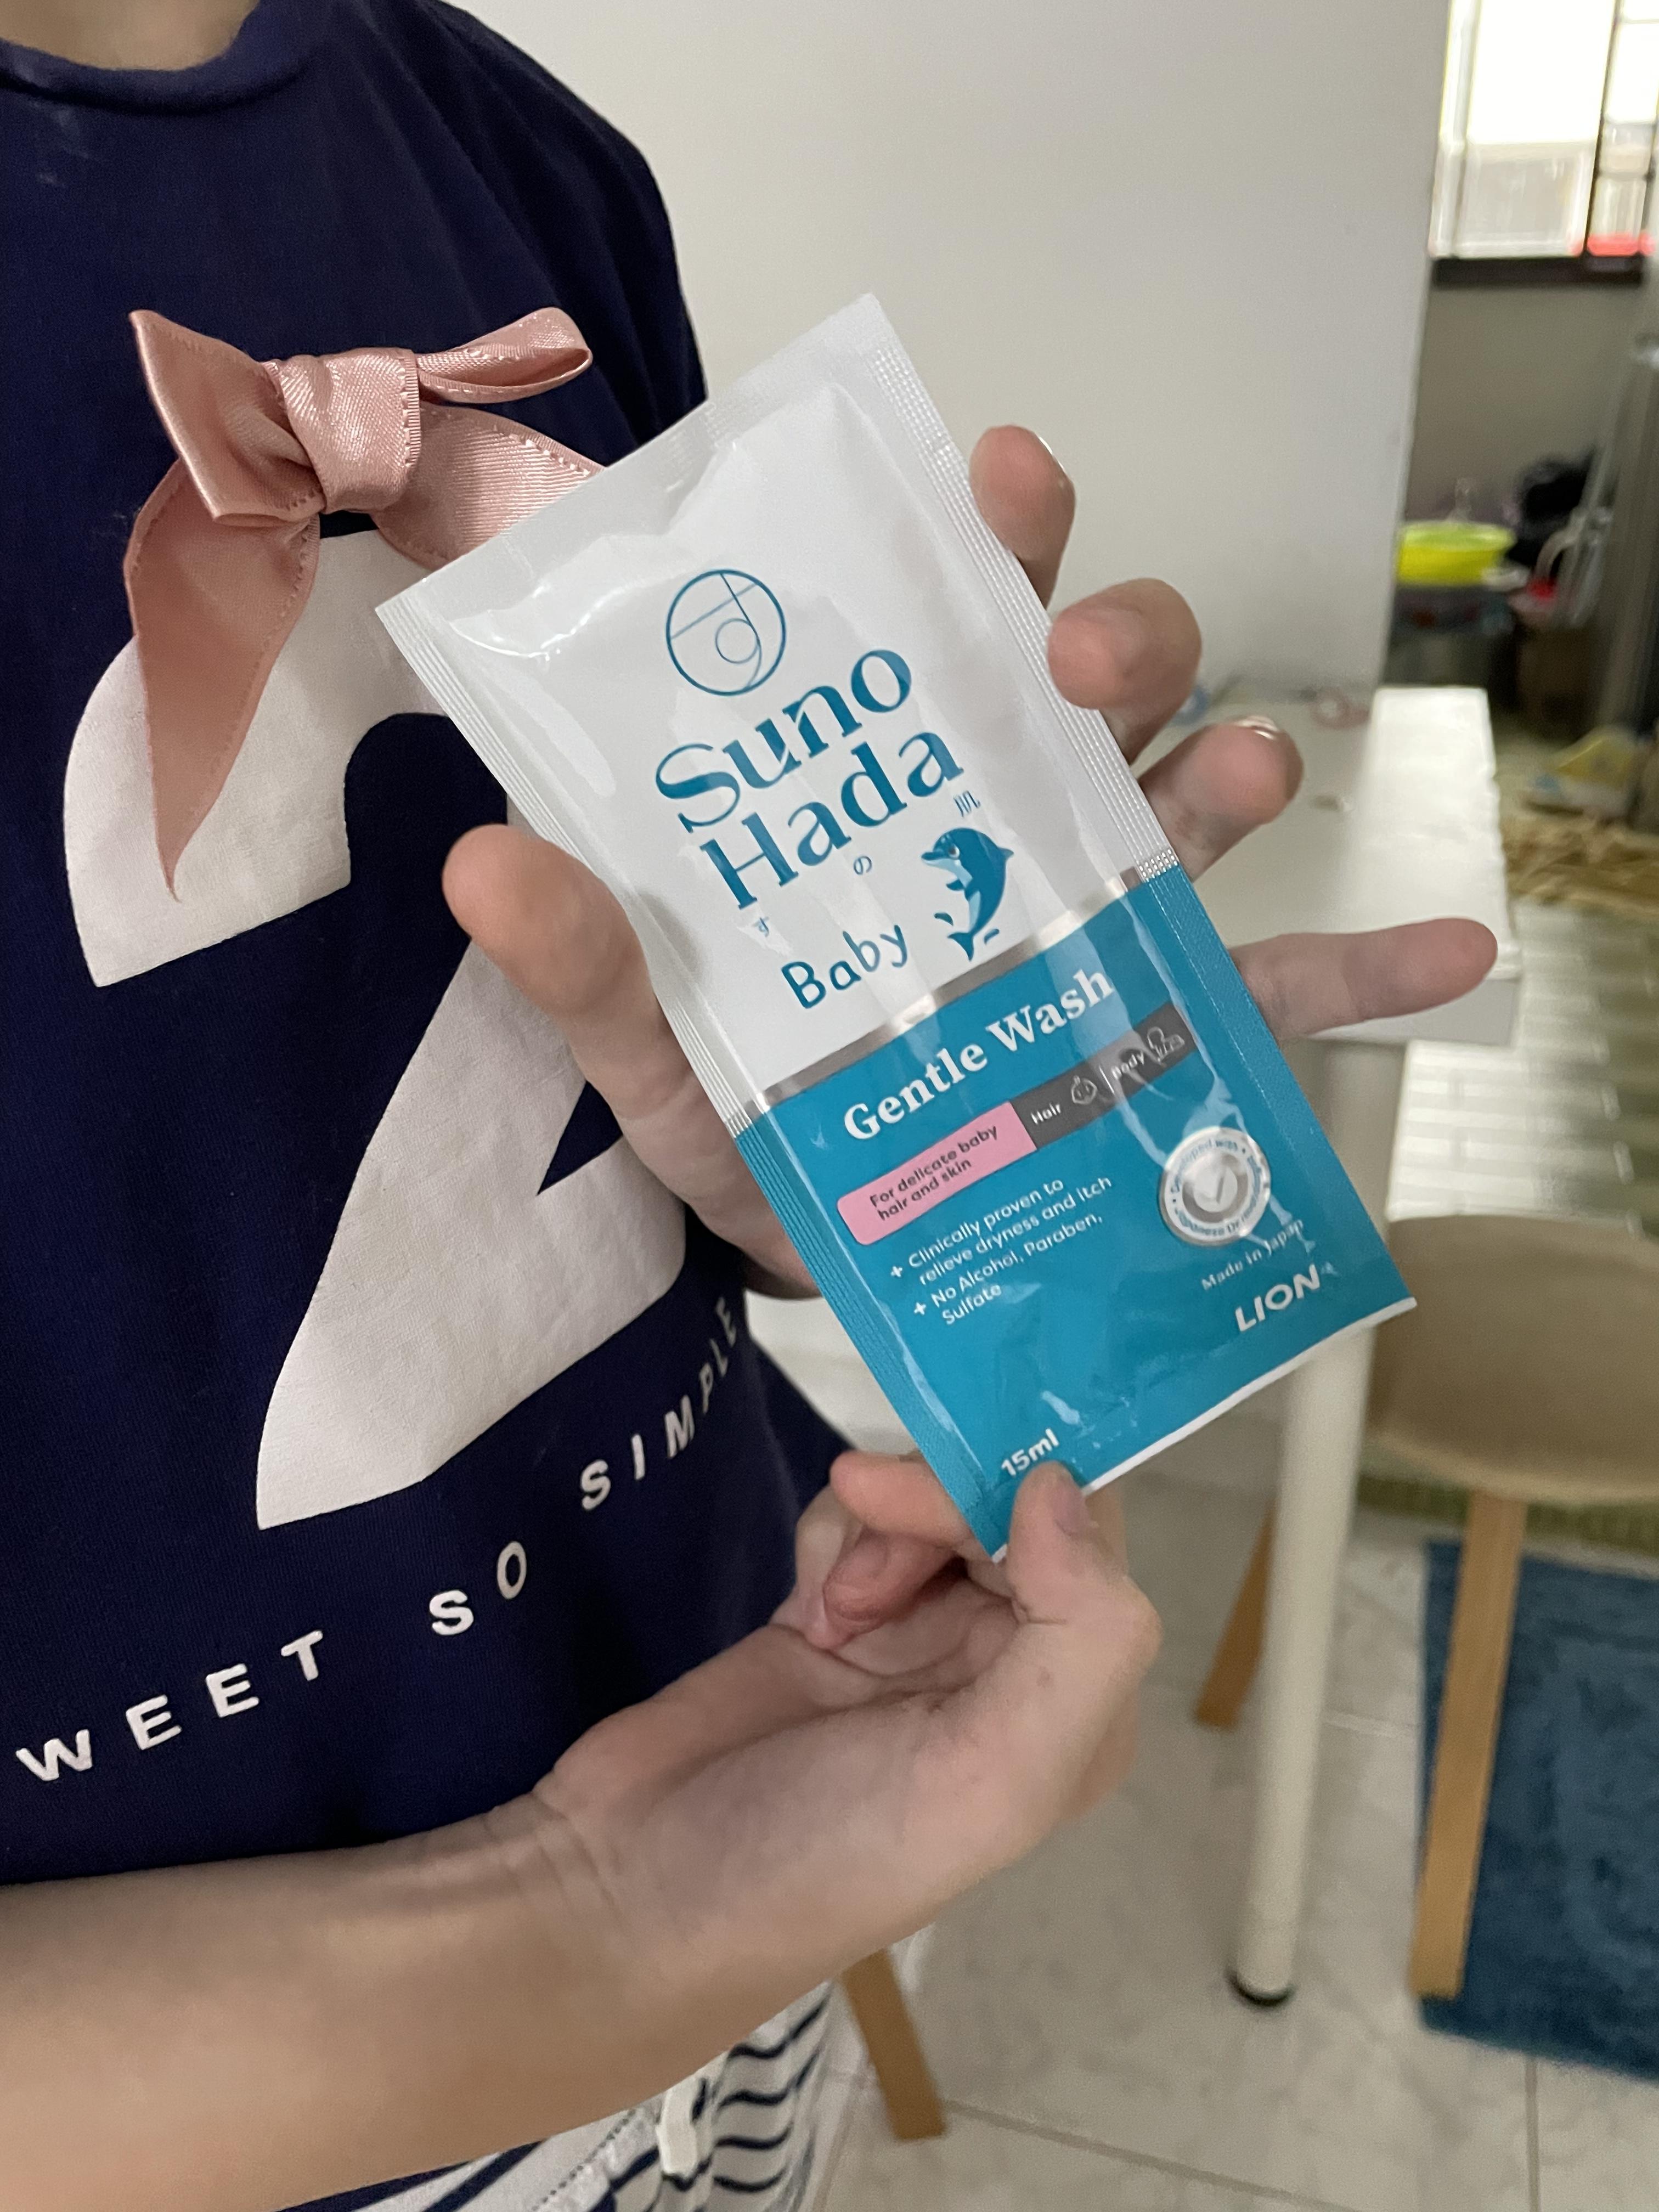 Suno
Hada
す
の
肌
Baby
Gentle Wash
For delicate baby
hair and skin
Hair
Body
+ Clinically proven to
relieve dryness and itch
+ No Alcohol, Paraben,
Sulfate
Made in Japan
LION
15ml
2
WEET SO SIMPLE